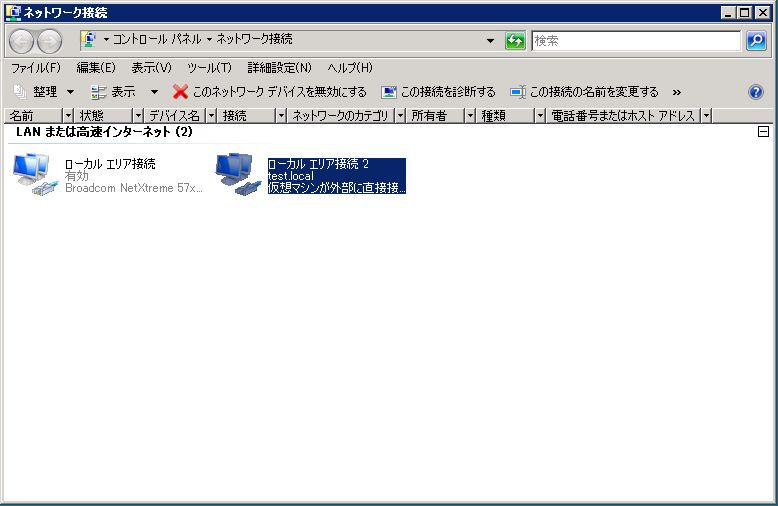 ネットワーク接続
コントロール パネル ネットワーク接続
検索
ファイル(F) 編集(E) 表示(V) ツール(T) 詳細設定(N) ヘルプ(H)
整理 表示 このネットワーク デバイスを無効にする この接続を診断する この接続の名前を変更する »
名前 状態 デバイス名 接続 ネットワークのカテゴリ 所有者 種類 電話番号またはホスト アドレス
LAN または高速インターネット (2)
ローカル エリア接続
有効
Broadcom NetXtreme 57x...
ローカル エリア接続 2
test.local
仮想マシンが外部に直接接...